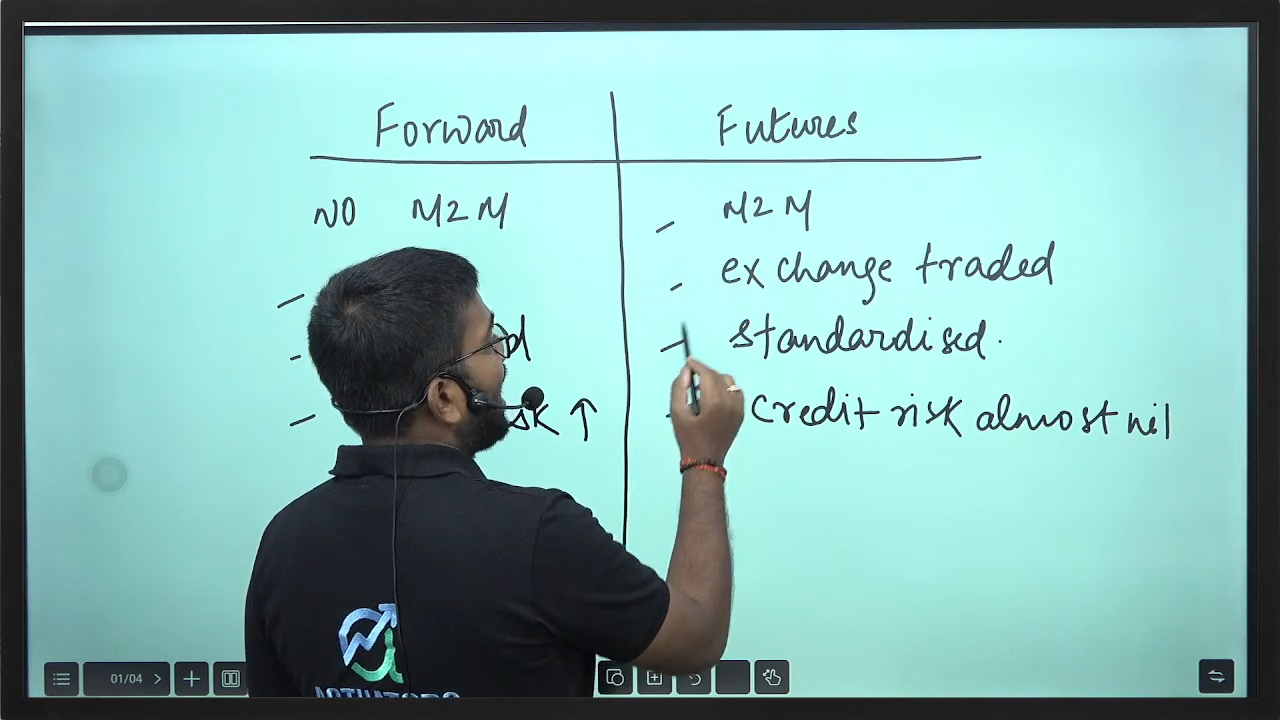 Forward Futures
NO M2M M2M
exchange traded
standardised.
↑ credit risk almost nil
01/04